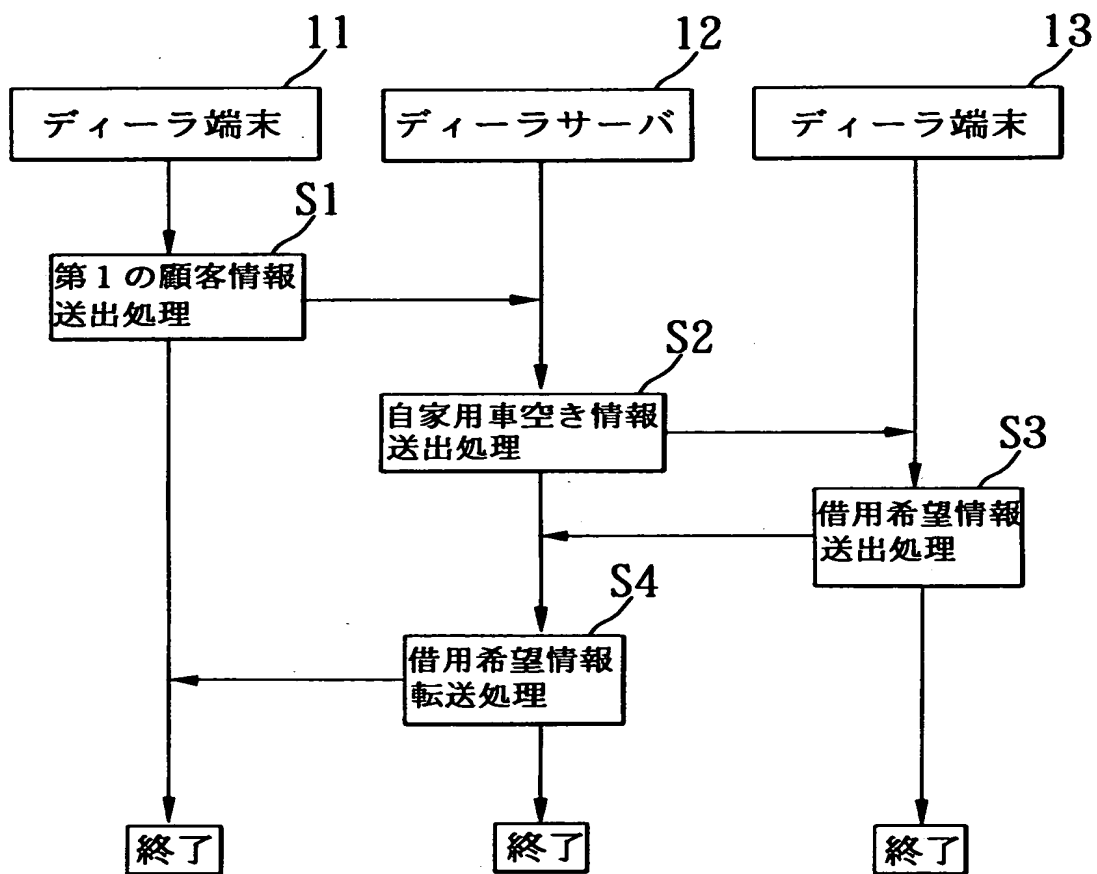 11
12
13
ディーラ端末
ディーラサーバ
ディーラ端末
S1
第1の顧客情報
送出処理
S2
自家用車空き情報
送出処理
S3
借用希望情報
送出処理
S4
借用希望情報
転送処理
終了
終了
終了